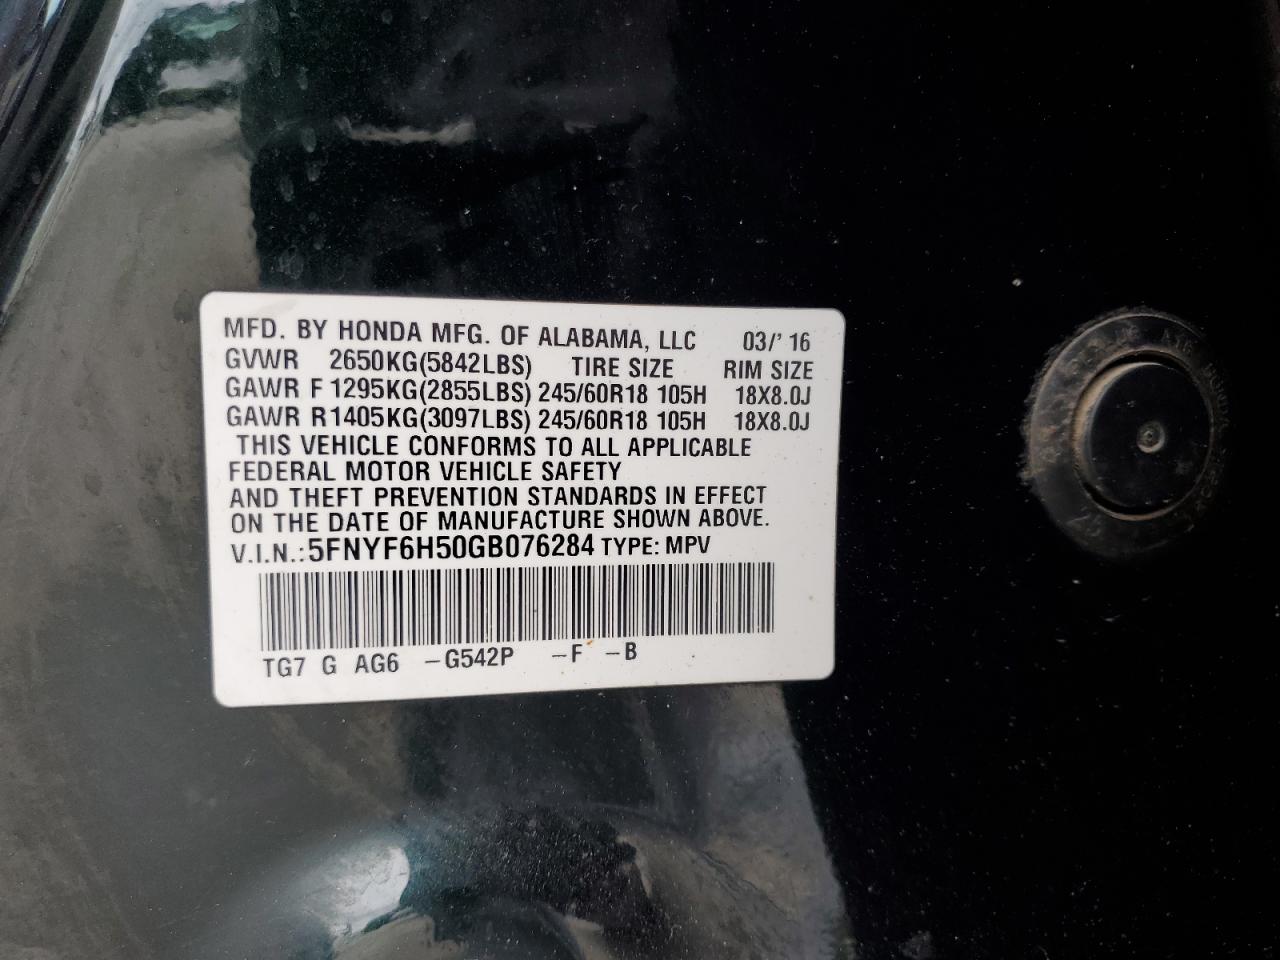 MFD. BY HONDA MFG. OF ALABAMA, LLC 03/'16
GVWR 2650KG(5842LBS) TIRE SIZE RIM SIZE
GAWR F 1295KG(2855LBS) 245/60R18 105H 18X8.0J
GAWR R1405KG(3097LBS) 245/60R18 105H 18X8.0J
THIS VEHICLE CONFORMS TO ALL APPLICABLE
FEDERAL MOTOR VEHICLE SAFETY
AND THEFT PREVENTION STANDARDS IN EFFECT
ON THE DATE OF MANUFACTURE SHOWN ABOVE.
V.I.N.:5FNYF6H50GB076284 TYPE: MPV
TG7 G AG6 -G542P -F -B
25